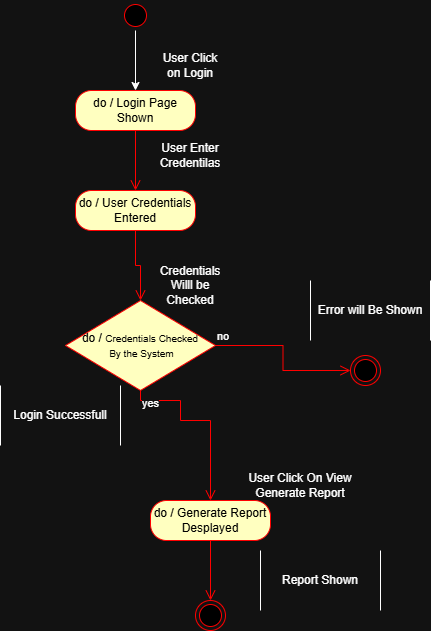 User Click
on Login
do / Login Page
Shown
User Enter
Credentilas
do / User Credentials
Entered
Credentials
Willl be
Checked
do / Credentials Checked
By the System
no
Error will Be Shown
yes
Login Successfull
User Click On View
Generate Report
do / Generate Report
Desplayed
Report Shown